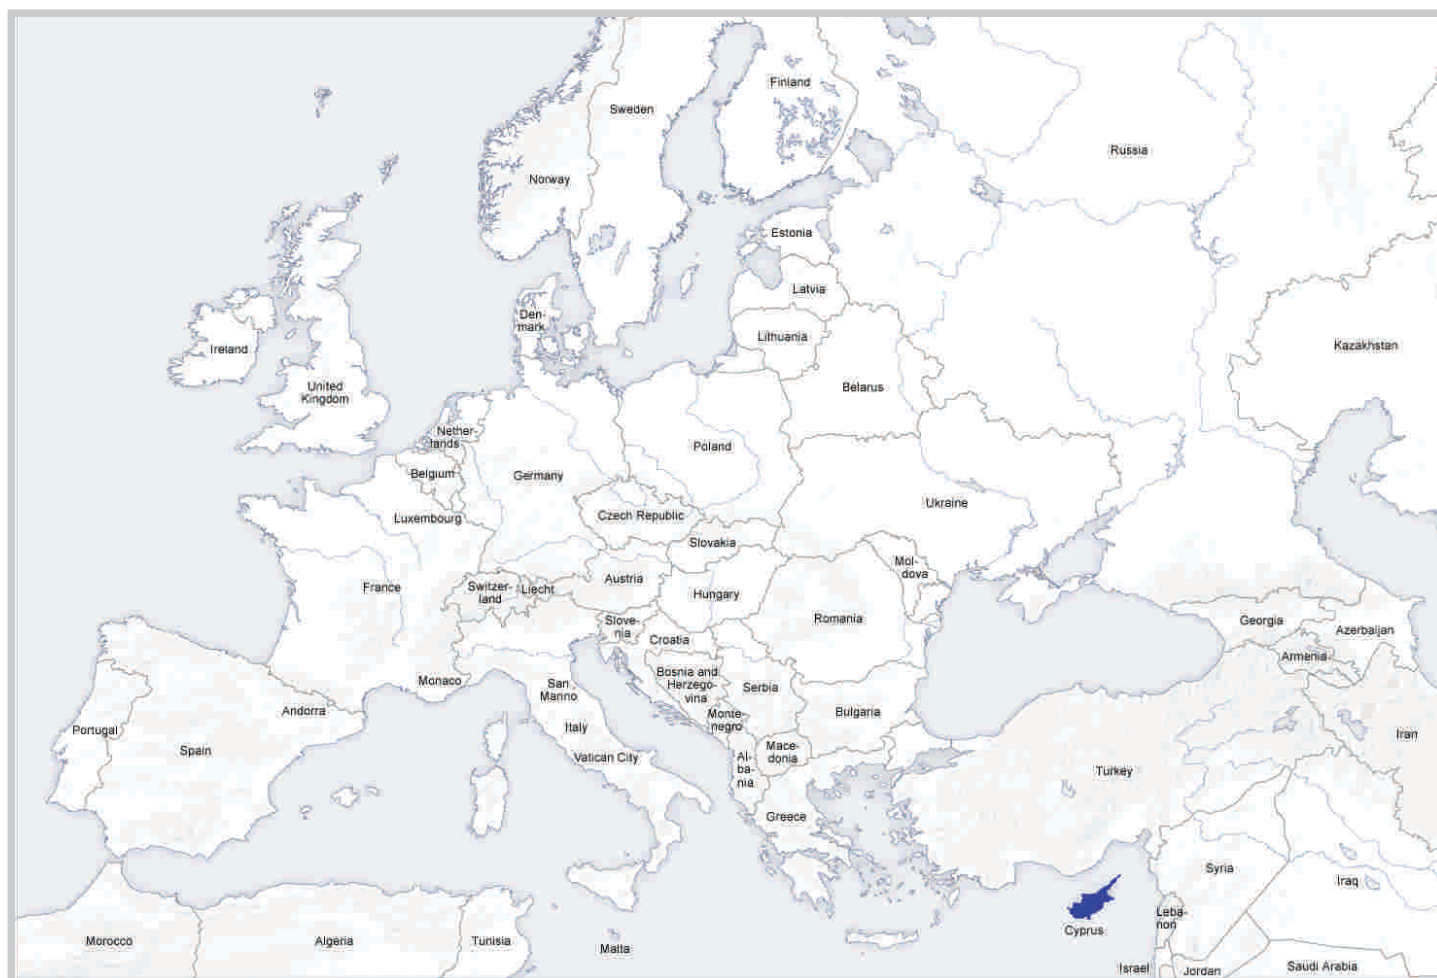 Finland
Sweden
Russia
Norway
Estonia
Latvia
Den-
mark
Lithuania
Ireland
Kazakhstan
United
Kingdom
Belarus
Nether-
lands
Poland
Belgium
Germany
Ukraine
Czech Republic
Luxembourg
Slovakia
Mol-
dova
Austria
France
Switzer-
land
Liecht
Hungary
Romania
Georgia
Slove-
nia
Azerbaijan
Croatia
Armenia
Bosnia and
Herzego-
vina
Monaco
San
Marino
Serbia
Andorra
Bulgaria
Monte-
negro
Portugal
Italy
Iran
Spain
Mace-
donia
Vatican City
Al-
ba-
nia
Turkey
Greece
Syria
Iraq
Leba-
non
Cyprus
Morocco
Algeria
Tunisia
Malta
Israel
Jordan
Saudi Arabia